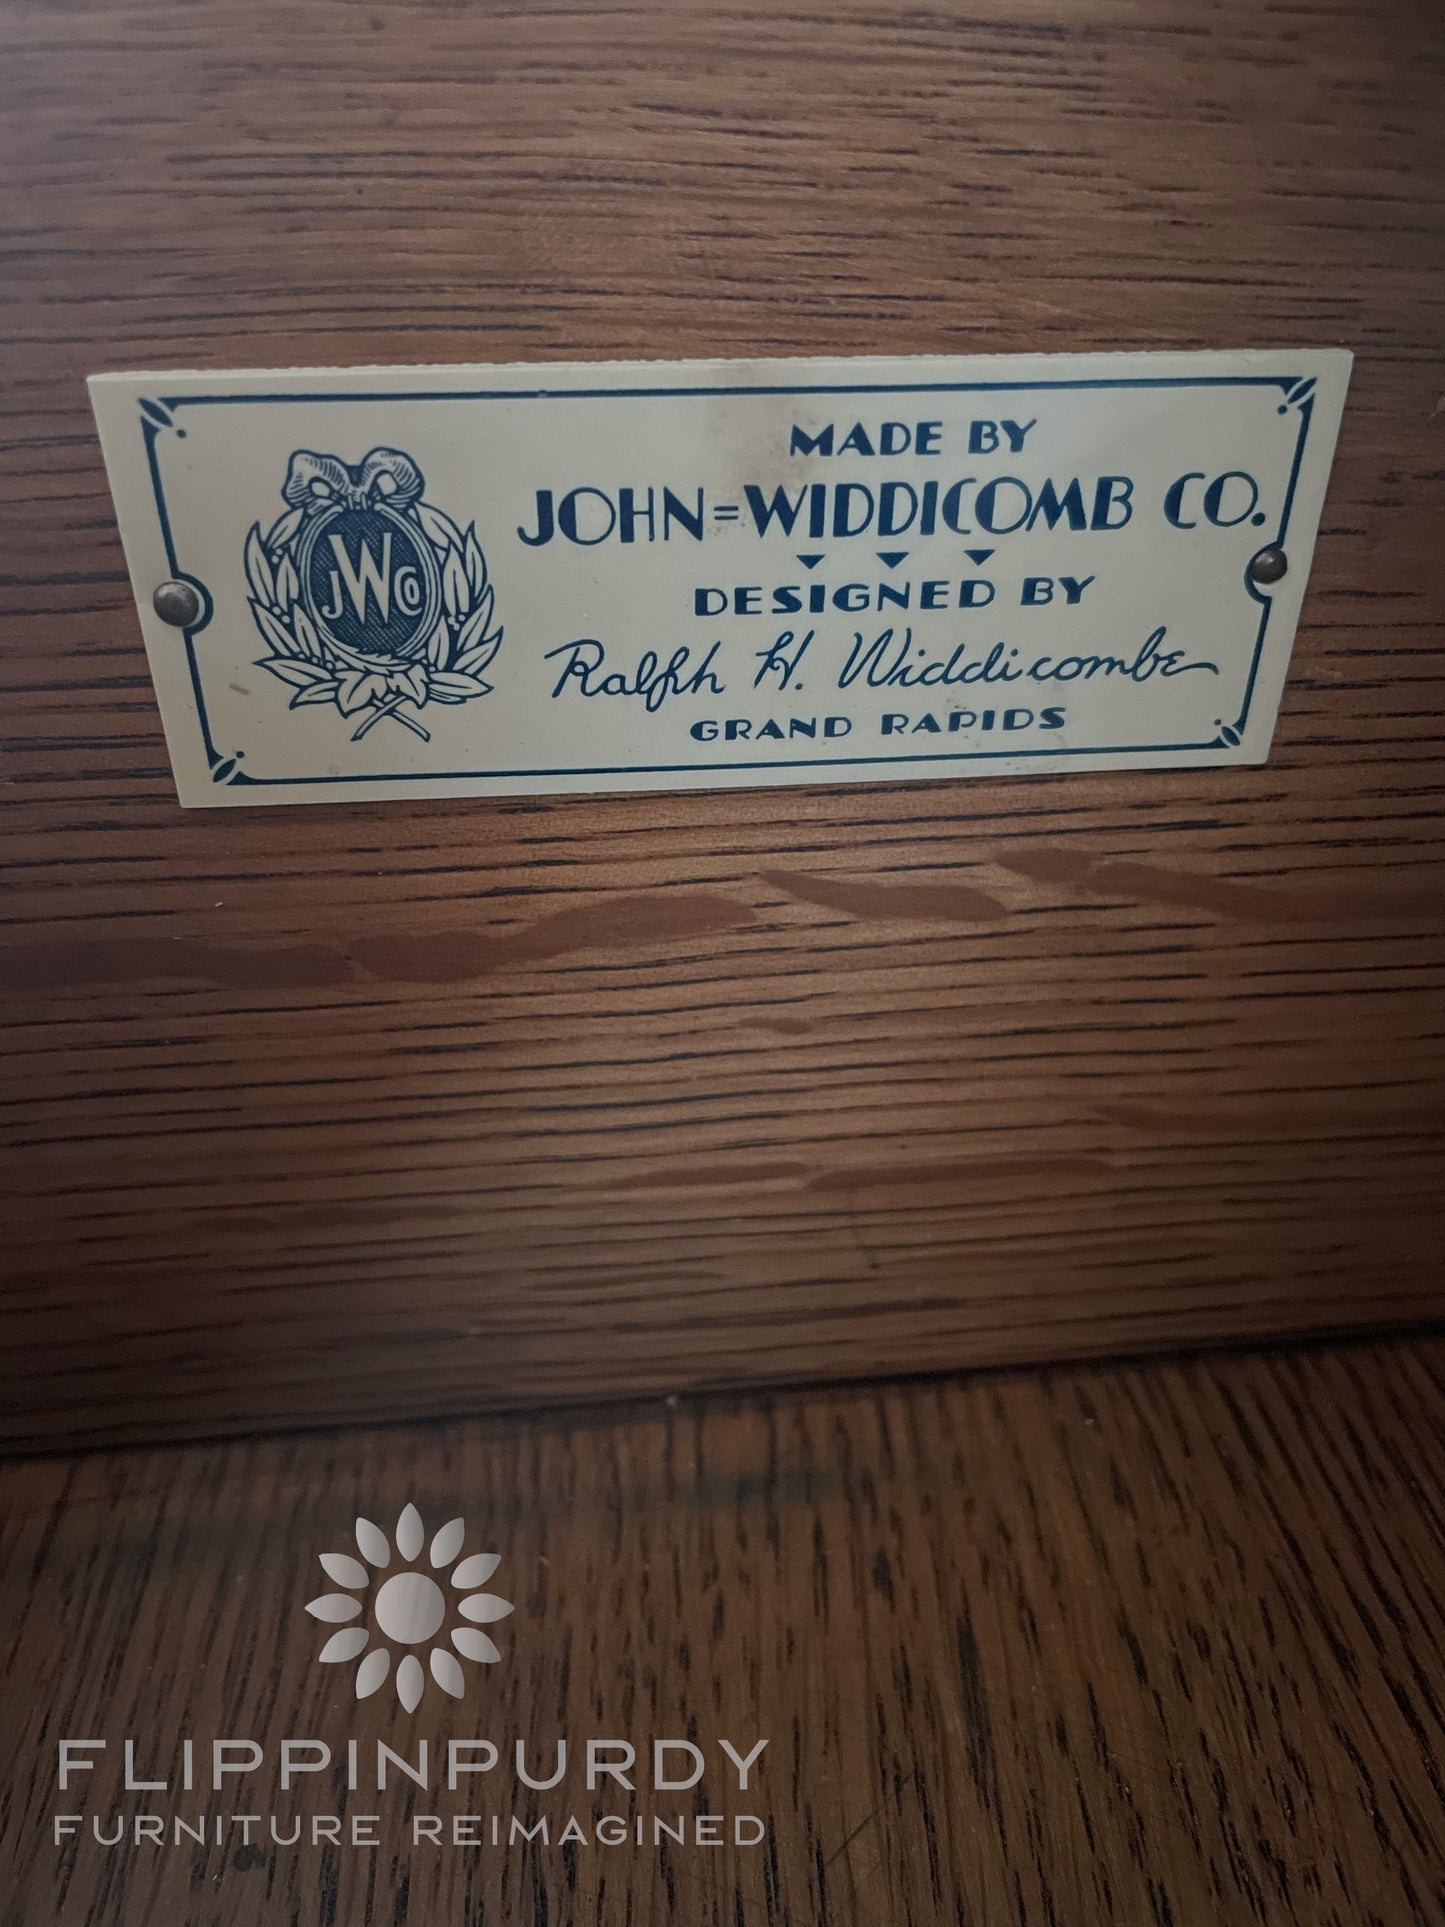 MADE BY
JOHN=WIDDICOMB CO.
JWCO
DESIGNED BY
Ralph H. Widdicombe
GRAND RAPIDS
FLIPPINPURDY
FURNITURE REIMAGINED